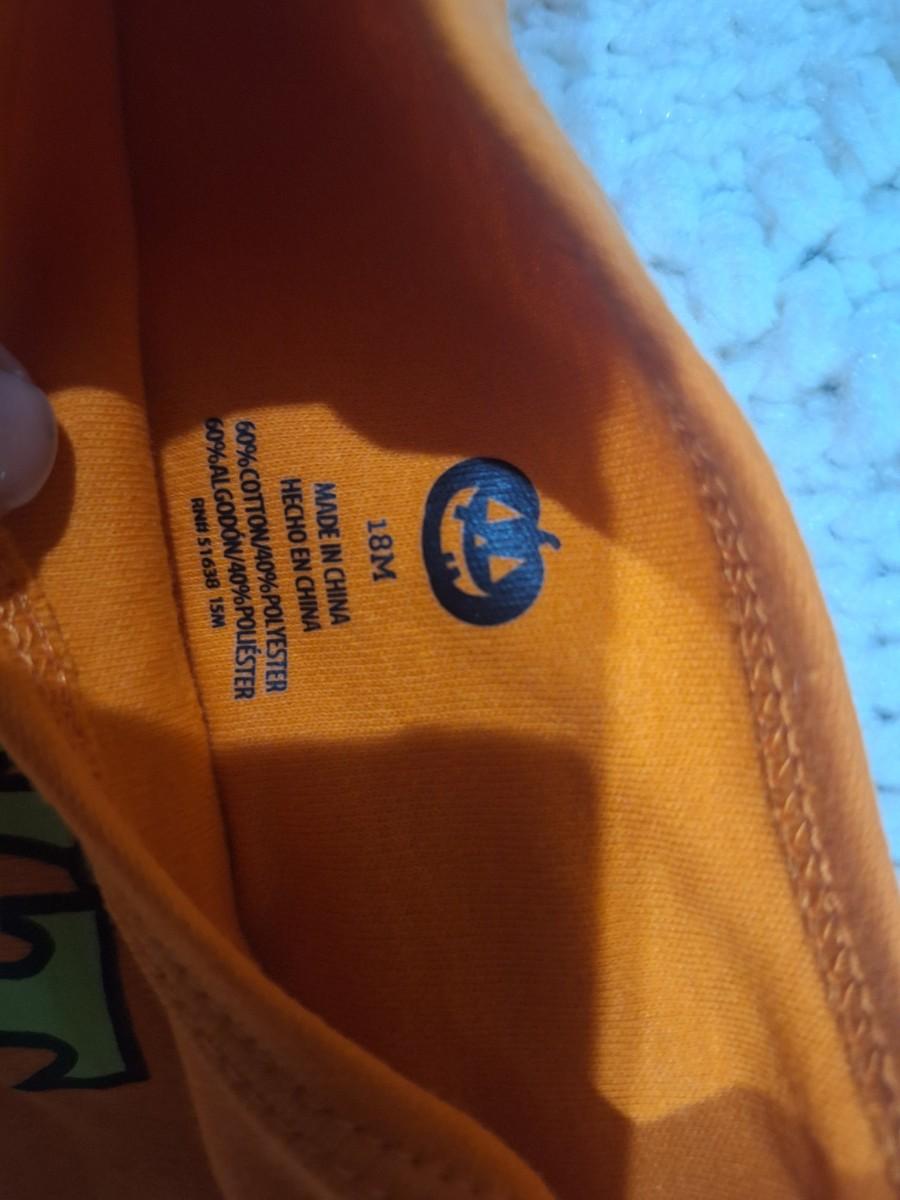 18M
MADE IN CHINA
HECHO EN CHINA
60%COTTON/40%POLYESTER
60%ALGODÓN/40%POLIÉSTER
RN# 51638 15M